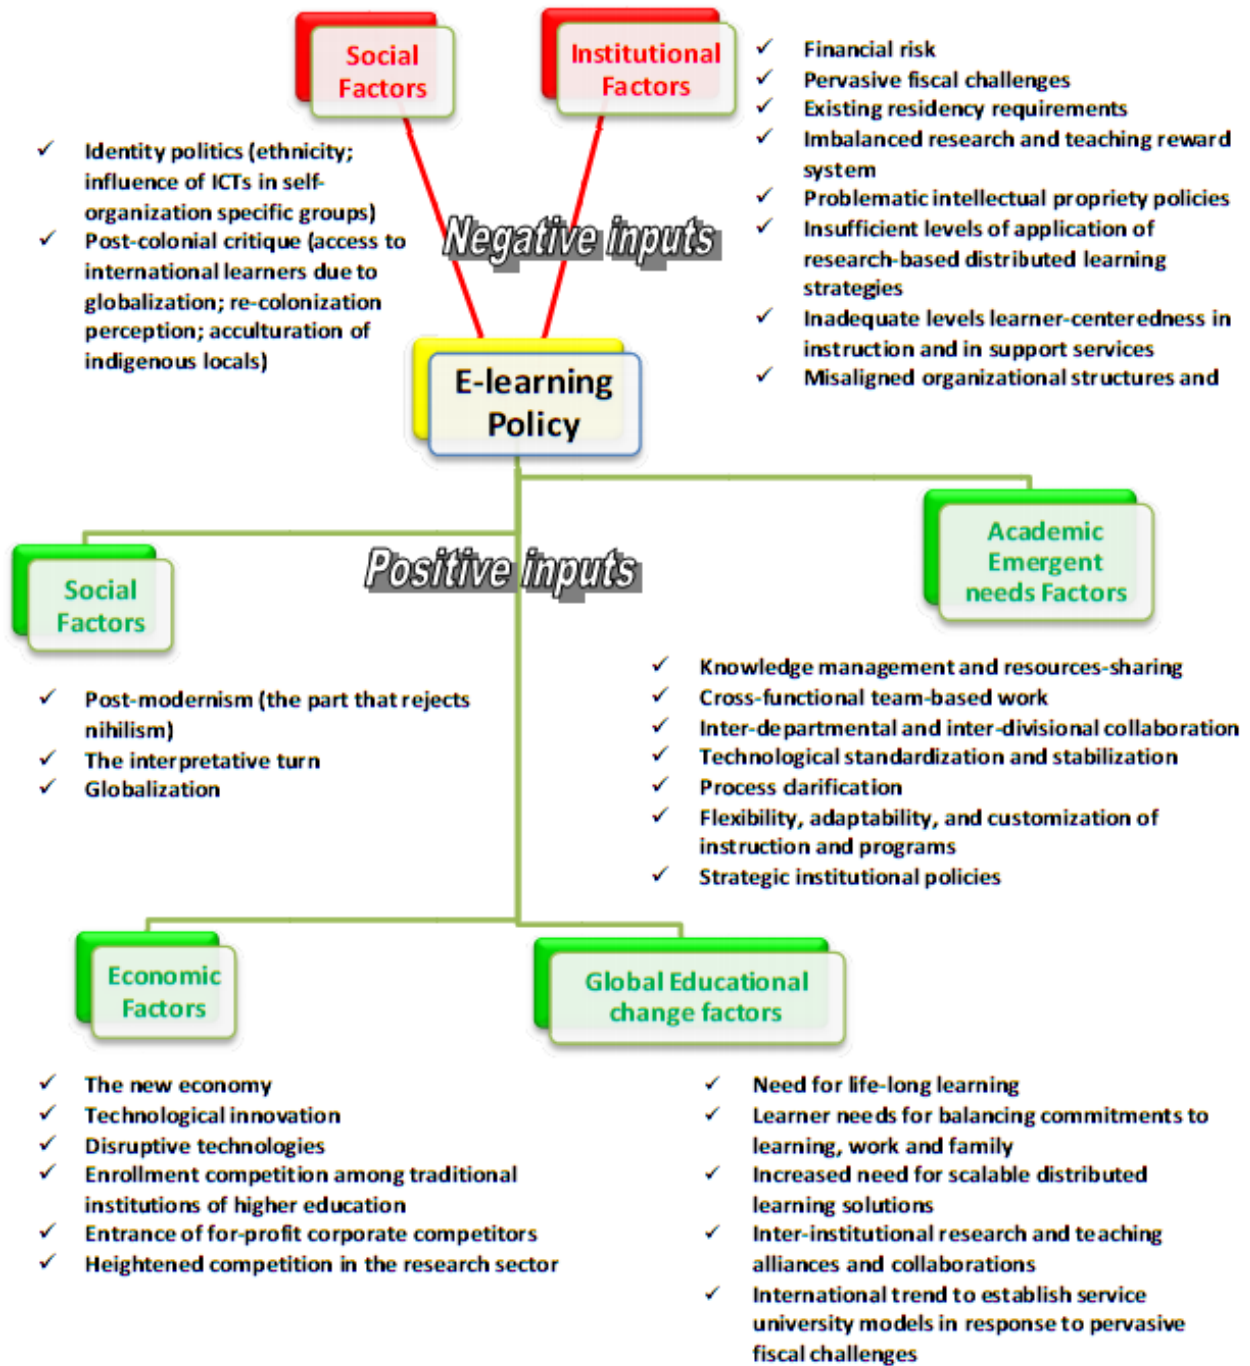 Social
Factors
Institutional
Factors
✓ Financial risk
✓ Pervasive fiscal challenges
✓ Existing residency requirements
✓ Imbalanced research and teaching reward
system
✓ Problematic intellectual propriety policies
✓ Insufficient levels of application of
research-based distributed learning
strategies
✓ Inadequate levels learner-centeredness in
instruction and in support services
✓ Misaligned organizational structures and
✓ Identity politics (ethnicity;
influence of ICTs in self-
organization specific groups)
✓ Post-colonial critique (access to
international learners due to
globalization; re-colonization
perception; acculturation of
indigenous locals)
Negative inputs
E-learning
Policy
Positive inputs
Social
Factors
✓ Post-modernism (the part that rejects
nihilism)
✓ The interpretative turn
✓ Globalization
Academic
Emergent
needs Factors
✓ Knowledge management and resources-sharing
✓ Cross-functional team-based work
✓ Inter-departmental and inter-divisional collaboration
✓ Technological standardization and stabilization
✓ Process clarification
✓ Flexibility, adaptability, and customization of
instruction and programs
✓ Strategic institutional policies
Economic
Factors
✓ The new economy
✓ Technological innovation
✓ Disruptive technologies
✓ Enrollment competition among traditional
institutions of higher education
✓ Entrance of for-profit corporate competitors
✓ Heightened competition in the research sector
Global Educational
change factors
✓ Need for life-long learning
✓ Learner needs for balancing commitments to
learning, work and family
✓ Increased need for scalable distributed
learning solutions
✓ Inter-institutional research and teaching
alliances and collaborations
✓ International trend to establish service
university models in response to pervasive
fiscal challenges